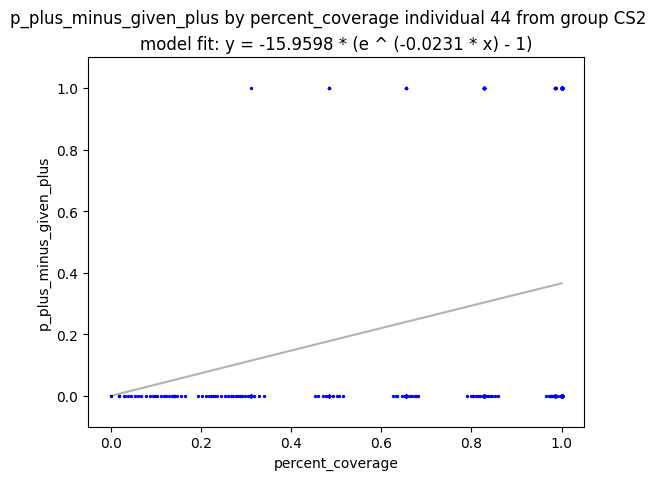 p_plus_minus_given_plus by percent_coverage individual 44 from group CS2
model fit: y = -15.9598 * (e ^ (-0.0231 * x) - 1)
1.0
0.8
0.6
0.4
0.2
0.0
p_plus_minus_given_plus
0.0 0.2 0.4 0.6 0.8 1.0
percent_coverage